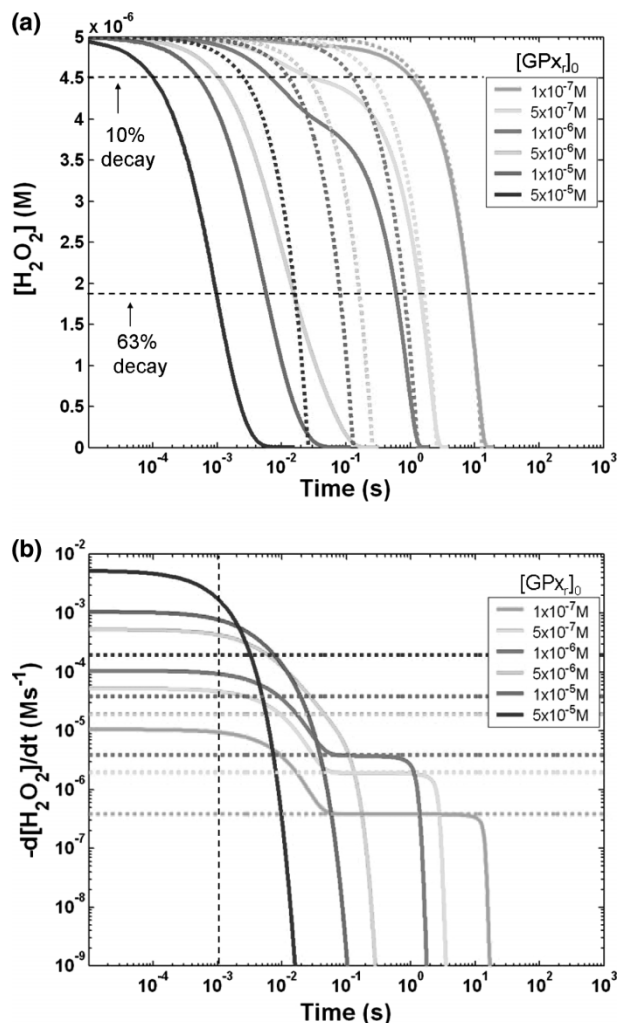 (a)
5 x 10⁻⁶
4.5
4
3.5
3
2.5
2
1.5
1
0.5
0
[H₂O₂] (M)
10%
decay
63%
decay
[GPxᵣ]₀
1x10⁻⁷M
5x10⁻⁷M
1x10⁻⁶M
5x10⁻⁶M
1x10⁻⁵M
5x10⁻⁵M
10⁻⁴ 10⁻³ 10⁻² 10⁻¹ 10⁰ 10¹ 10² 10³
Time (s)
(b)
10⁻²
10⁻³
10⁻⁴
10⁻⁵
10⁻⁶
10⁻⁷
10⁻⁸
10⁻⁹
-d[H₂O₂]/dt (Ms⁻¹)
[GPxᵣ]₀
1x10⁻⁷M
5x10⁻⁷M
1x10⁻⁶M
5x10⁻⁶M
1x10⁻⁵M
5x10⁻⁵M
10⁻⁴ 10⁻³ 10⁻² 10⁻¹ 10⁰ 10¹ 10² 10³
Time (s)